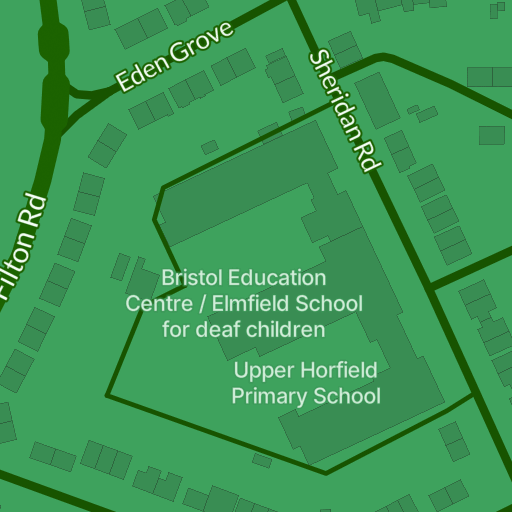 Eden Grove
Sheridan Rd
Filton Rd
Bristol Education
Centre / Elmfield School
for deaf children
Upper Horfield
Primary School